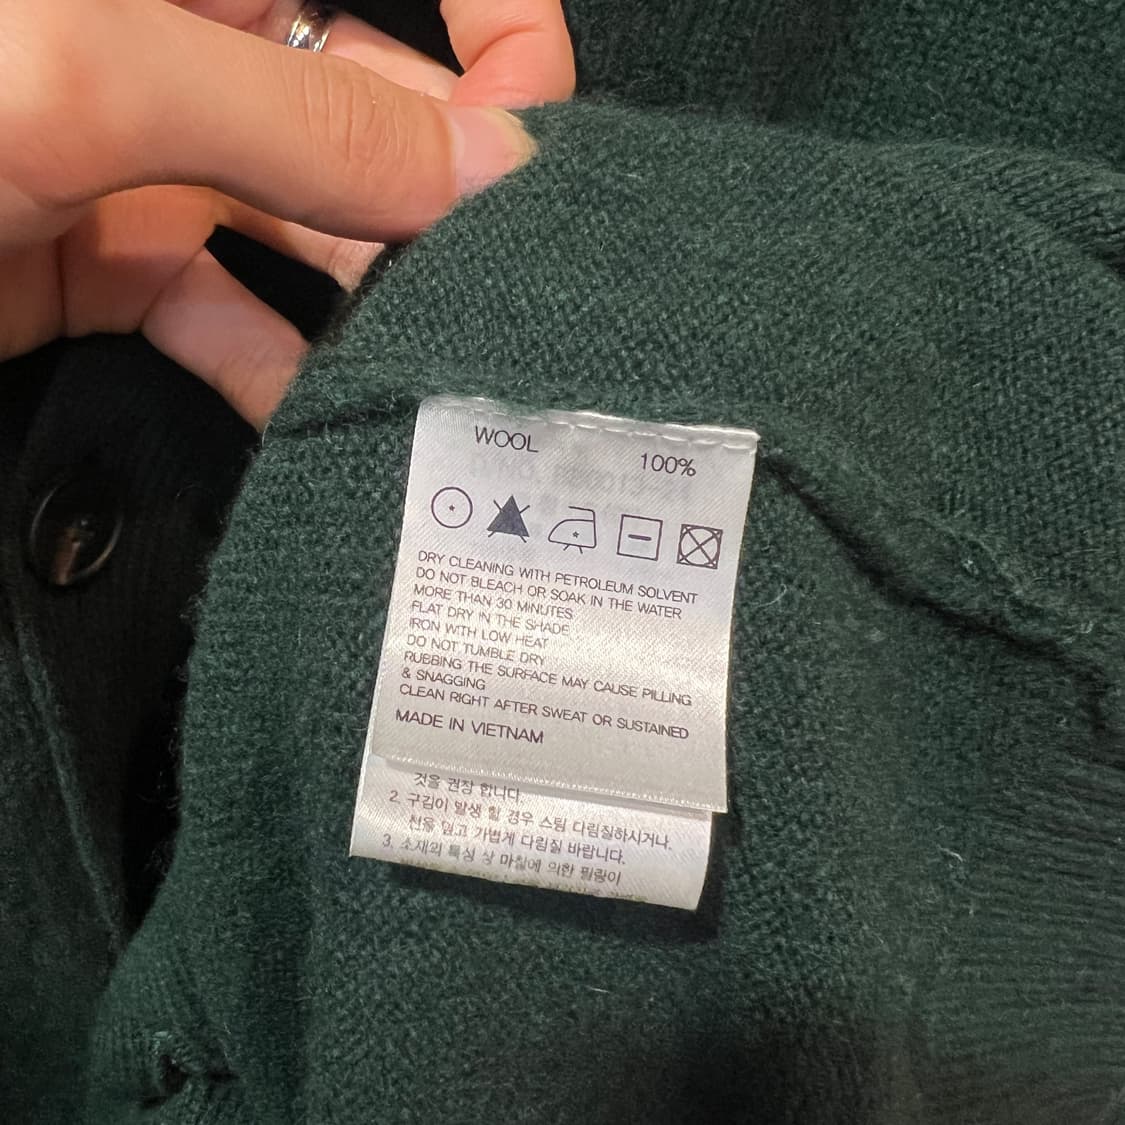 WOOL
100%
DRY CLEANING WITH PETROLEUM SOLVENT
DO NOT BLEACH OR SOAK IN THE WATER
MORE THAN 30 MINUTES
FLAT DRY IN THE SHADE
IRON WITH LOW HEAT
DO NOT TUMBLE DRY
RUBBING THE SURFACE MAY CAUSE PILLING
& SNAGGING
CLEAN RIGHT AFTER SWEAT OR SUSTAINED
MADE IN VIETNAM
것을 권장 합니다.
2. 구김이 발생 할 경우 스팀 다림질하시거나,
천을 덮고 가볍게 다림질 바랍니다.
3. 소재의 특성 상 마찰에 의한 필링이